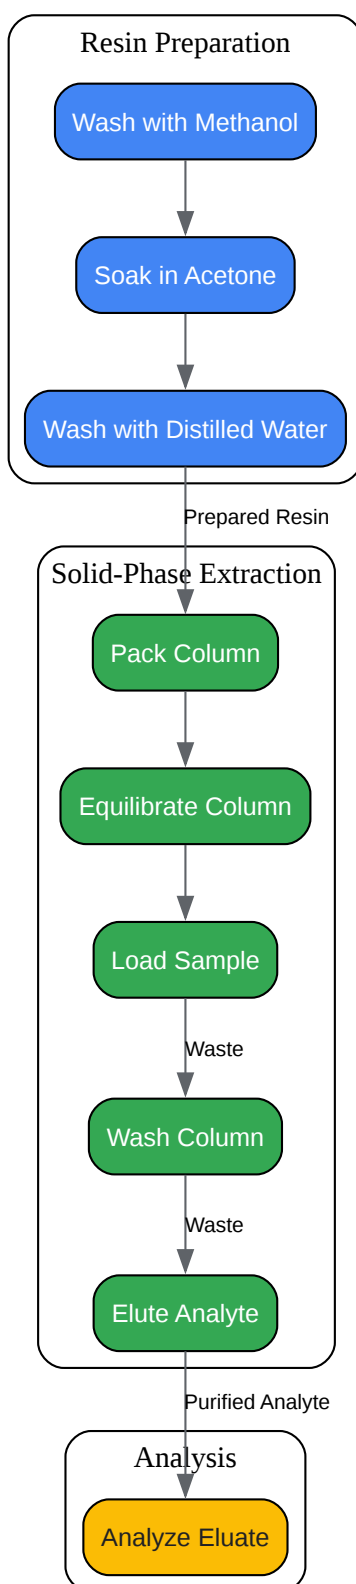 Resin Preparation
Wash with Methanol
Soak in Acetone
Wash with Distilled Water
Prepared Resin
Solid-Phase Extraction
Pack Column
Equilibrate Column
Load Sample
Waste
Wash Column
Waste
Elute Analyte
Purified Analyte
Analysis
Analyze Eluate